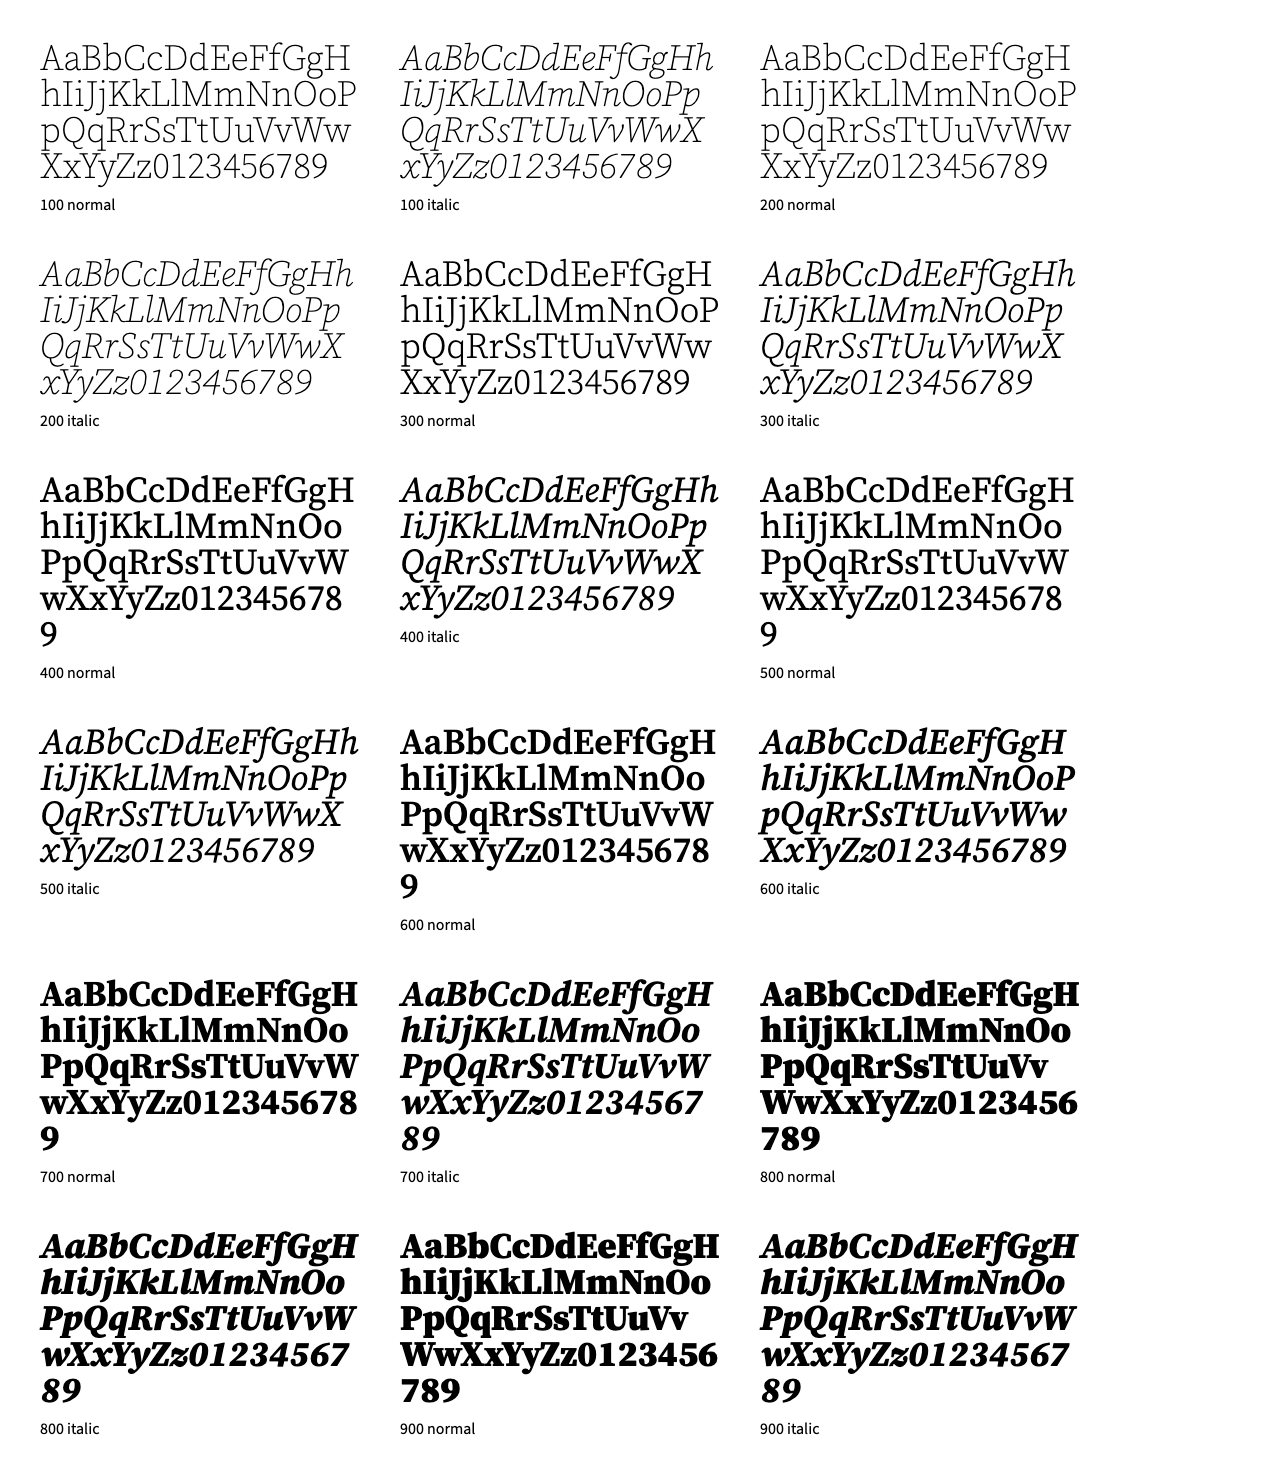 AaBbCcDdEeFfGgH
hIiJjKkLlMmNnOoP
pQqRrSsTtUuVvWw
XxYyZz0123456789
100 normal
AaBbCcDdEeFfGgHh
IiJjKkLlMmNnOoPp
QqRrSsTtUuVvWwX
xYyZz0123456789
100 italic
AaBbCcDdEeFfGgH
hIiJjKkLlMmNnOoP
pQqRrSsTtUuVvWw
XxYyZz0123456789
200 normal
AaBbCcDdEeFfGgHh
IiJjKkLlMmNnOoPp
QqRrSsTtUuVvWwX
xYyZz0123456789
200 italic
AaBbCcDdEeFfGgH
hIiJjKkLlMmNnOoP
pQqRrSsTtUuVvWw
XxYyZz0123456789
300 normal
AaBbCcDdEeFfGgHh
IiJjKkLlMmNnOoPp
QqRrSsTtUuVvWwX
xYyZz0123456789
300 italic
AaBbCcDdEeFfGgH
hIiJjKkLlMmNnOo
PpQqRrSsTtUuVvW
wXxYyZz012345678
9
400 normal
AaBbCcDdEeFfGgHh
IiJjKkLlMmNnOoPp
QqRrSsTtUuVvWwX
xYyZz0123456789
400 italic
AaBbCcDdEeFfGgH
hIiJjKkLlMmNnOo
PpQqRrSsTtUuVvW
wXxYyZz012345678
9
500 normal
AaBbCcDdEeFfGgHh
IiJjKkLlMmNnOoPp
QqRrSsTtUuVvWwX
xYyZz0123456789
500 italic
AaBbCcDdEeFfGgH
hIiJjKkLlMmNnOo
PpQqRrSsTtUuVvW
wXxYyZz012345678
9
600 normal
AaBbCcDdEeFfGgH
hIiJjKkLlMmNnOoP
pQqRrSsTtUuVvWw
XxYyZz0123456789
600 italic
AaBbCcDdEeFfGgH
hIiJjKkLlMmNnOo
PpQqRrSsTtUuVvW
wXxYyZz012345678
9
700 normal
AaBbCcDdEeFfGgH
hIiJjKkLlMmNnOo
PpQqRrSsTtUuVvW
wXxYyZz01234567
89
700 italic
AaBbCcDdEeFfGgH
hIiJjKkLlMmNnOo
PpQqRrSsTtUuVv
WwXxYyZz0123456
789
800 normal
AaBbCcDdEeFfGgH
hIiJjKkLlMmNnOo
PpQqRrSsTtUuVvW
wXxYyZz01234567
89
800 italic
AaBbCcDdEeFfGgH
hIiJjKkLlMmNnOo
PpQqRrSsTtUuVv
WwXxYyZz0123456
789
900 normal
AaBbCcDdEeFfGgH
hIiJjKkLlMmNnOo
PpQqRrSsTtUuVvW
wXxYyZz01234567
89
900 italic